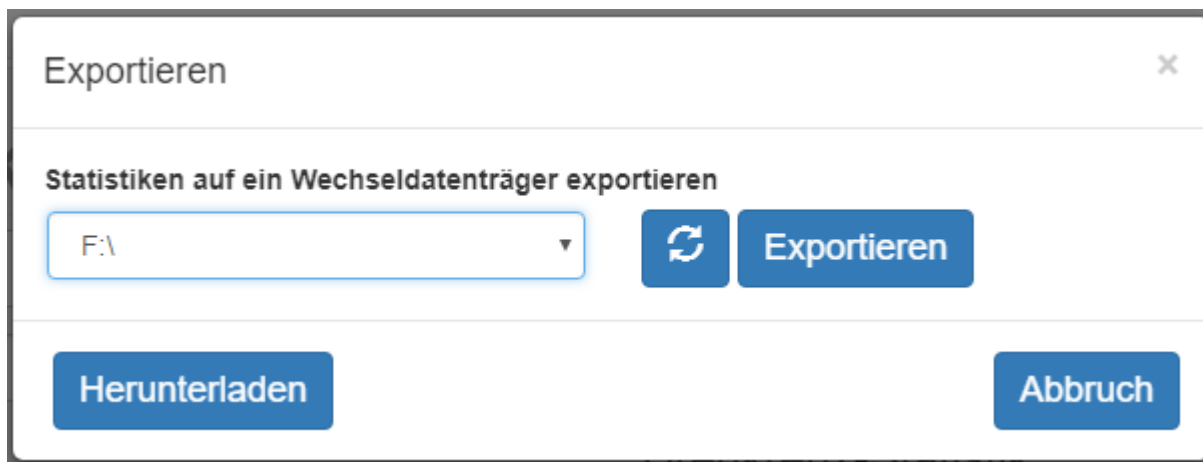 Exportieren
×
Statistiken auf ein Wechseldatenträger exportieren
F:\
Exportieren
Herunterladen
Abbruch